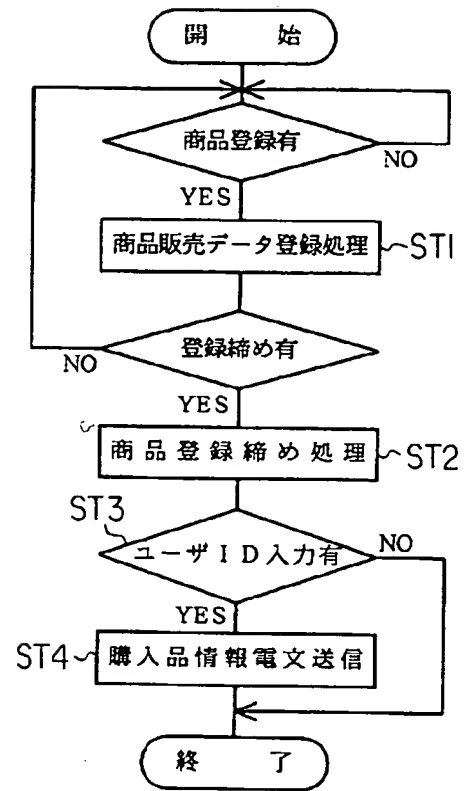 開 始
商品登録有
NO
YES
商品販売データ登録処理
ST1
登録締め有
NO
YES
商品登録締め処理
ST2
ST3
ユーザID入力有
NO
YES
ST4
購入品情報電文送信
終 了